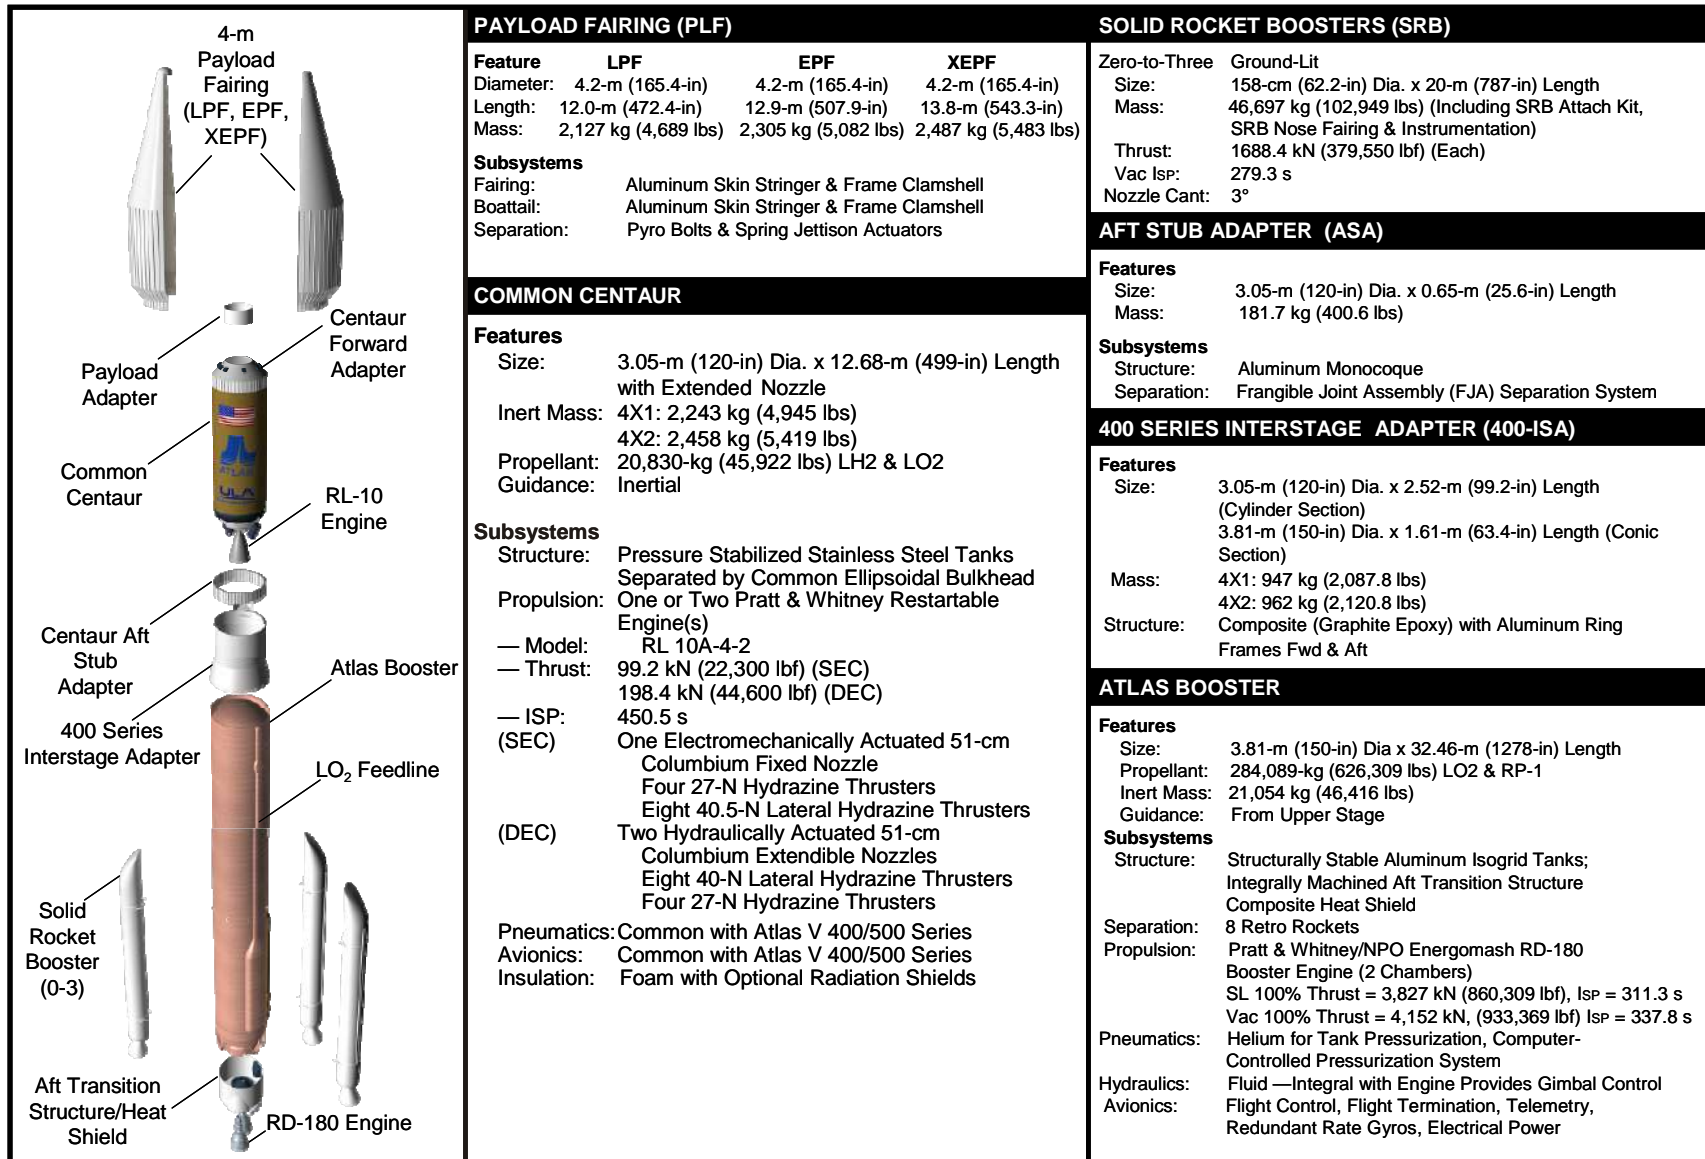 4-m
Payload
Fairing
(LPF, EPF,
XEPF)
Payload
Adapter
Centaur
Forward
Adapter
Common
Centaur
ATLAS
ULA
RL-10
Engine
Centaur Aft
Stub
Adapter
Atlas Booster
400 Series
Interstage Adapter
LO2 Feedline
Solid
Rocket
Booster
(0-3)
Aft Transition
Structure/Heat
Shield
RD-180 Engine
PAYLOAD FAIRING (PLF)
Feature LPF EPF XEPF
Diameter: 4.2-m (165.4-in) 4.2-m (165.4-in) 4.2-m (165.4-in)
Length: 12.0-m (472.4-in) 12.9-m (507.9-in) 13.8-m (543.3-in)
Mass: 2,127 kg (4,689 lbs) 2,305 kg (5,082 lbs) 2,487 kg (5,483 lbs)
Subsystems
Fairing: Aluminum Skin Stringer & Frame Clamshell
Boattail: Aluminum Skin Stringer & Frame Clamshell
Separation: Pyro Bolts & Spring Jettison Actuators
COMMON CENTAUR
Features
Size: 3.05-m (120-in) Dia. x 12.68-m (499-in) Length
with Extended Nozzle
Inert Mass: 4X1: 2,243 kg (4,945 lbs)
4X2: 2,458 kg (5,419 lbs)
Propellant: 20,830-kg (45,922 lbs) LH2 & LO2
Guidance: Inertial
Subsystems
Structure: Pressure Stabilized Stainless Steel Tanks
Separated by Common Ellipsoidal Bulkhead
Propulsion: One or Two Pratt & Whitney Restartable
Engine(s)
— Model: RL 10A-4-2
— Thrust: 99.2 kN (22,300 lbf) (SEC)
198.4 kN (44,600 lbf) (DEC)
— ISP: 450.5 s
(SEC) One Electromechanically Actuated 51-cm
Columbium Fixed Nozzle
Four 27-N Hydrazine Thrusters
Eight 40.5-N Lateral Hydrazine Thrusters
(DEC) Two Hydraulically Actuated 51-cm
Columbium Extendible Nozzles
Eight 40-N Lateral Hydrazine Thrusters
Four 27-N Hydrazine Thrusters
Pneumatics: Common with Atlas V 400/500 Series
Avionics: Common with Atlas V 400/500 Series
Insulation: Foam with Optional Radiation Shields
SOLID ROCKET BOOSTERS (SRB)
Zero-to-Three Ground-Lit
Size: 158-cm (62.2-in) Dia. x 20-m (787-in) Length
Mass: 46,697 kg (102,949 lbs) (Including SRB Attach Kit,
SRB Nose Fairing & Instrumentation)
Thrust: 1688.4 kN (379,550 lbf) (Each)
Vac ISP: 279.3 s
Nozzle Cant: 3°
AFT STUB ADAPTER (ASA)
Features
Size: 3.05-m (120-in) Dia. x 0.65-m (25.6-in) Length
Mass: 181.7 kg (400.6 lbs)
Subsystems
Structure: Aluminum Monocoque
Separation: Frangible Joint Assembly (FJA) Separation System
400 SERIES INTERSTAGE ADAPTER (400-ISA)
Features
Size: 3.05-m (120-in) Dia. x 2.52-m (99.2-in) Length
(Cylinder Section)
3.81-m (150-in) Dia. x 1.61-m (63.4-in) Length (Conic
Section)
Mass: 4X1: 947 kg (2,087.8 lbs)
4X2: 962 kg (2,120.8 lbs)
Structure: Composite (Graphite Epoxy) with Aluminum Ring
Frames Fwd & Aft
ATLAS BOOSTER
Features
Size: 3.81-m (150-in) Dia x 32.46-m (1278-in) Length
Propellant: 284,089-kg (626,309 lbs) LO2 & RP-1
Inert Mass: 21,054 kg (46,416 lbs)
Guidance: From Upper Stage
Subsystems
Structure: Structurally Stable Aluminum Isogrid Tanks;
Integrally Machined Aft Transition Structure
Composite Heat Shield
Separation: 8 Retro Rockets
Propulsion: Pratt & Whitney/NPO Energomash RD-180
Booster Engine (2 Chambers)
SL 100% Thrust = 3,827 kN (860,309 lbf), ISP = 311.3 s
Vac 100% Thrust = 4,152 kN, (933,369 lbf) ISP = 337.8 s
Pneumatics: Helium for Tank Pressurization, Computer-
Controlled Pressurization System
Hydraulics: Fluid —Integral with Engine Provides Gimbal Control
Avionics: Flight Control, Flight Termination, Telemetry,
Redundant Rate Gyros, Electrical Power